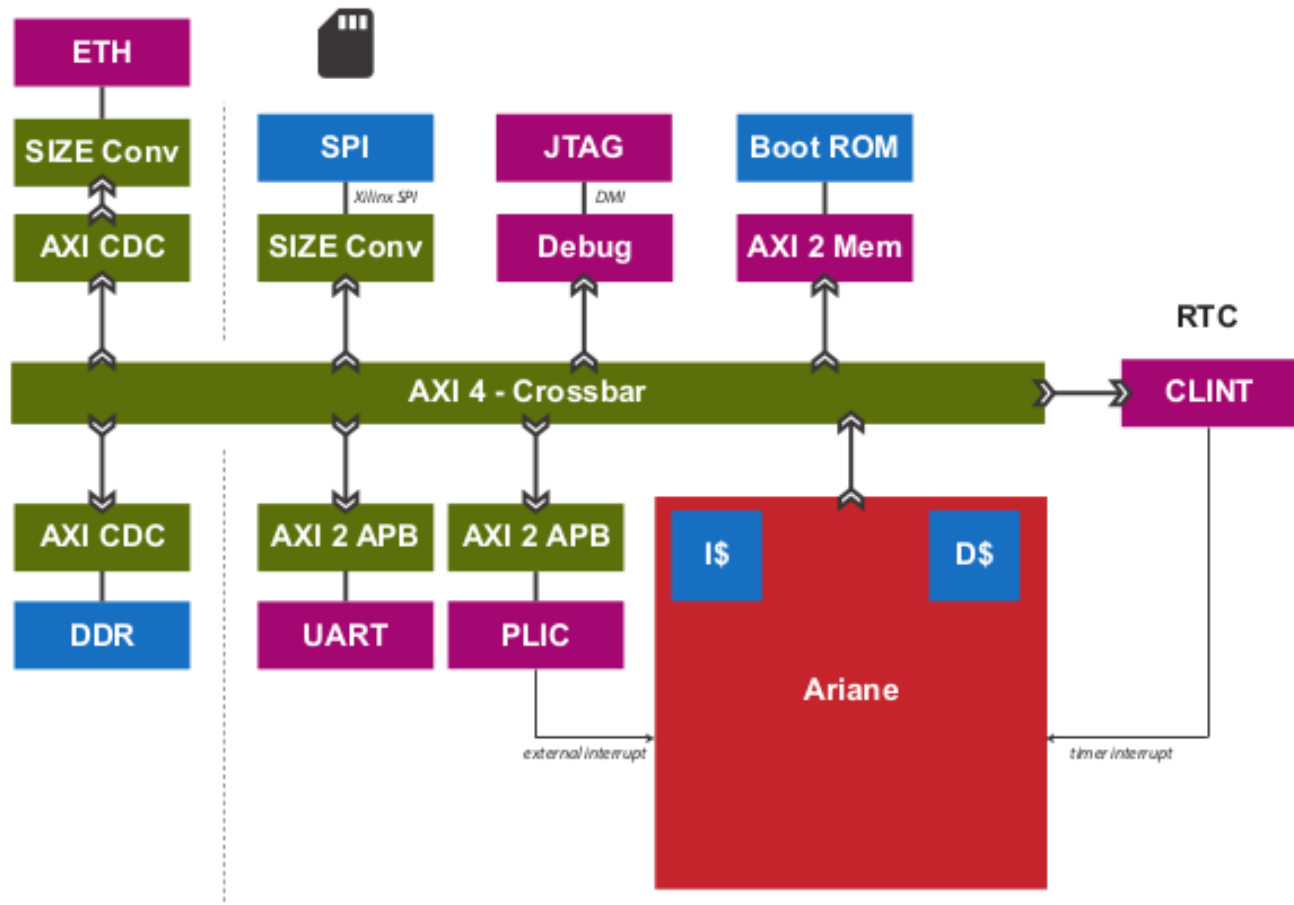 ETH
SIZE Conv
SPI
JTAG
Boot ROM
Xilinx SPI
DMI
AXI CDC
SIZE Conv
Debug
AXI 2 Mem
RTC
AXI 4 - Crossbar
CLINT
AXI CDC
AXI 2 APB
AXI 2 APB
I$
D$
DDR
UART
PLIC
Ariane
external interrupt
timer interrupt